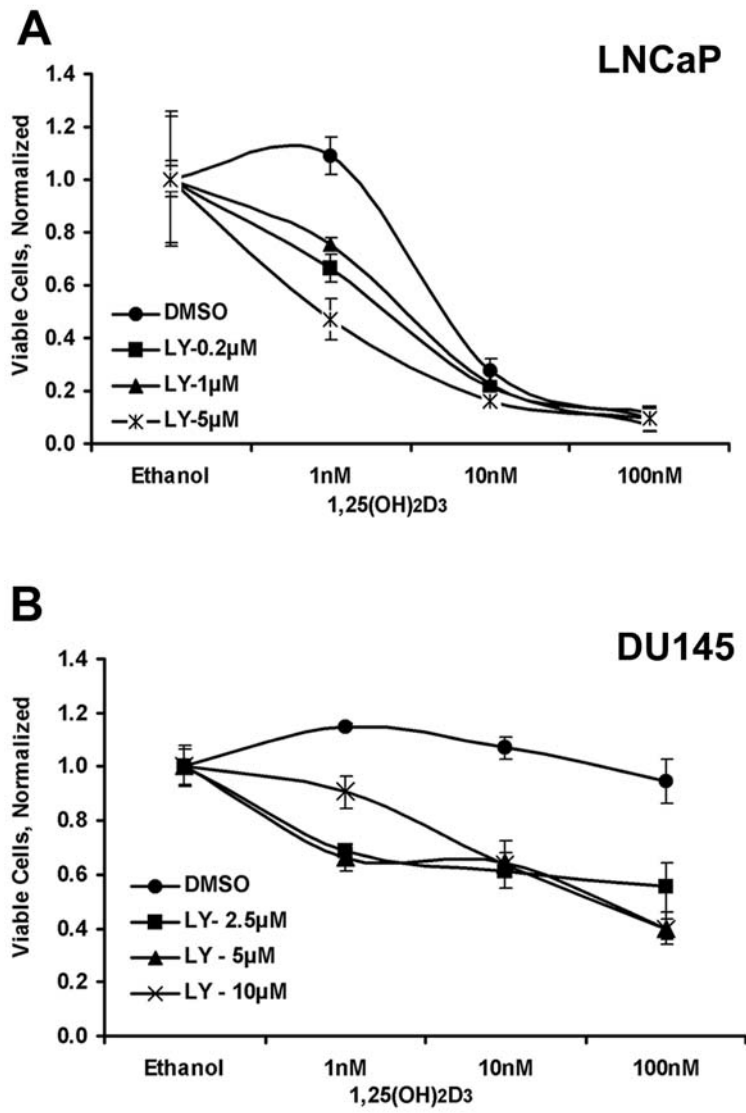 A
LNCaP
1.4
1.2
1.0
0.8
0.6
0.4
0.2
0.0
Viable Cells, Normalized
DMSO
LY-0.2µM
LY-1µM
LY-5µM
Ethanol 1nM 10nM 100nM
1,25(OH)2D3
B
DU145
1.4
1.2
1.0
0.8
0.6
0.4
0.2
0.0
Viable Cells, Normalized
DMSO
LY- 2.5µM
LY - 5µM
LY - 10µM
Ethanol 1nM 10nM 100nM
1,25(OH)2D3